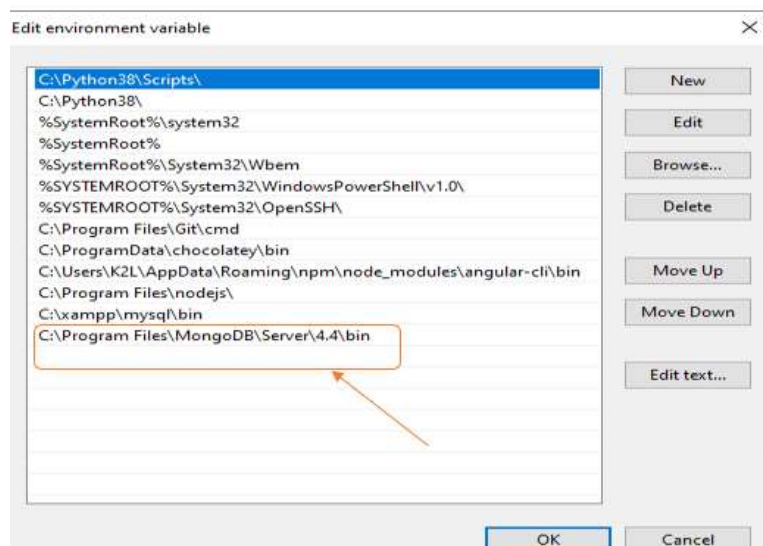 Edit environment variable
C:\Python38\Scripts\
C:\Python38\
%SystemRoot%\system32
%SystemRoot%
%SystemRoot%\System32\Wbem
%SYSTEMROOT%\System32\WindowsPowerShell\v1.0\
%SYSTEMROOT%\System32\OpenSSH\
C:\Program Files\Git\cmd
C:\ProgramData\chocolatey\bin
C:\Users\K2L\AppData\Roaming\npm\node_modules\angular-cli\bin
C:\Program Files\nodejs\
C:\xampp\mysql\bin
C:\Program Files\MongoDB\Server\4.4\bin
New
Edit
Browse...
Delete
Move Up
Move Down
Edit text...
OK
Cancel